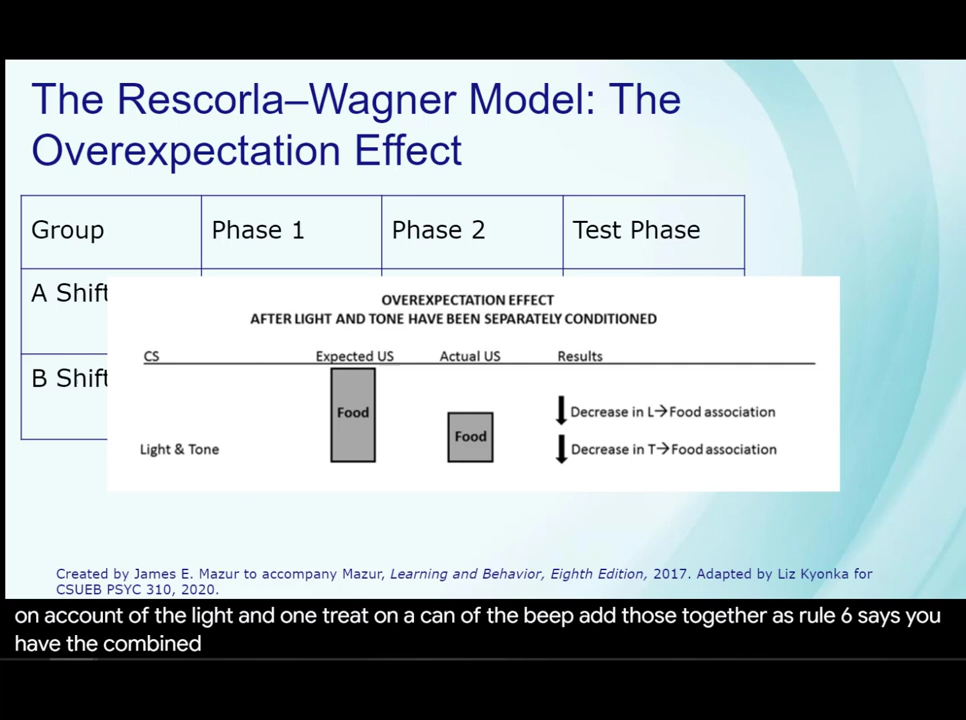 The Rescorla–Wagner Model: The
Overexpectation Effect
Group Phase 1 Phase 2 Test Phase
A Shift
B Shift
OVEREXPECTATION EFFECT
AFTER LIGHT AND TONE HAVE BEEN SEPARATELY CONDITIONED
CS Expected US Actual US Results
Food
Decrease in L→Food association
Food
Light & Tone
Decrease in T→Food association
Created by James E. Mazur to accompany Mazur, Learning and Behavior, Eighth Edition, 2017. Adapted by Liz Kyonka for
CSUEB PSYC 310, 2020.
on account of the light and one treat on a can of the beep add those together as rule 6 says you
have the combined